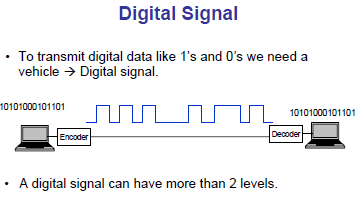 Digital Signal
• To transmit digital data like 1's and 0's we need a
vehicle → Digital signal.
10101000101101
10101000101101
Encoder
Decoder
• A digital signal can have more than 2 levels.